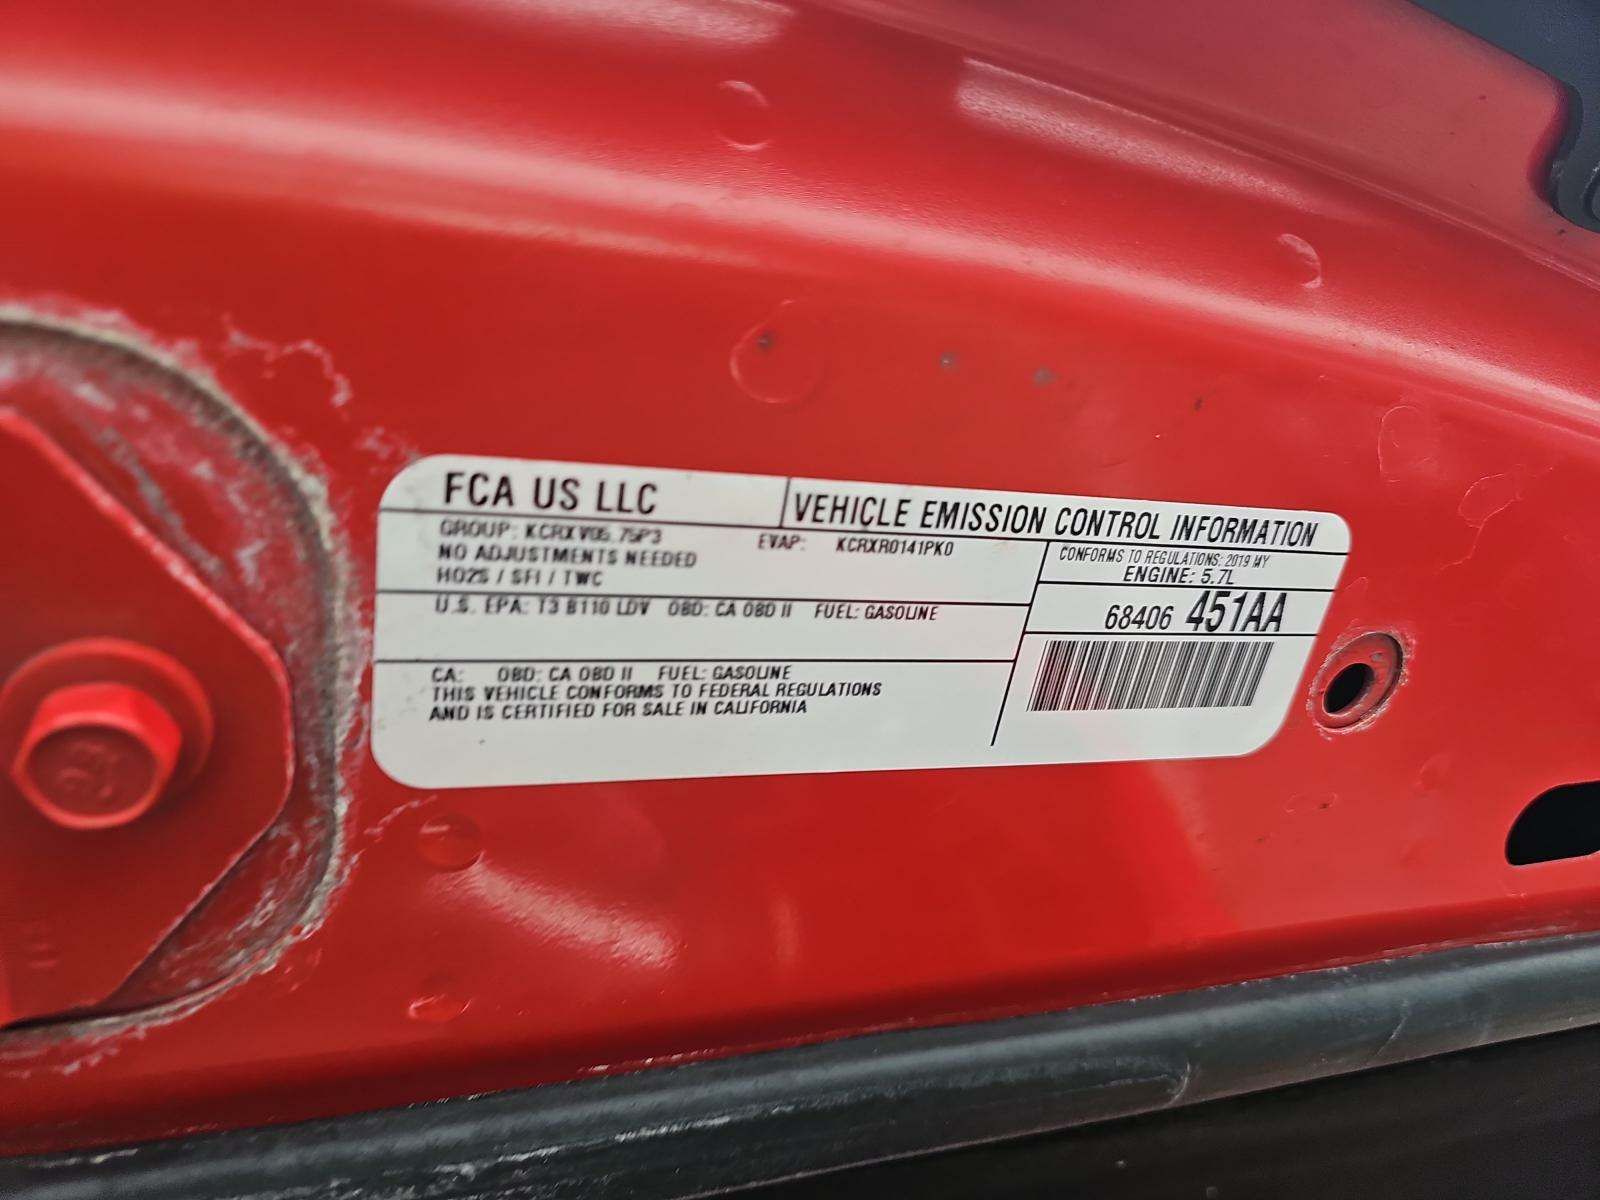 FCA US LLC
VEHICLE EMISSION CONTROL INFORMATION
GROUP: KCRXV05.75P3
EVAP: KCRXR0141PK0
NO ADJUSTMENTS NEEDED
HO2S / SFI / TWC
CONFORMS TO REGULATIONS: 2019 MY
ENGINE: 5.7L
U.S. EPA: T3 B110 LDV OBD: CA OBD II FUEL: GASOLINE
68406 451AA
CA: OBD: CA OBD II FUEL: GASOLINE
THIS VEHICLE CONFORMS TO FEDERAL REGULATIONS
AND IS CERTIFIED FOR SALE IN CALIFORNIA